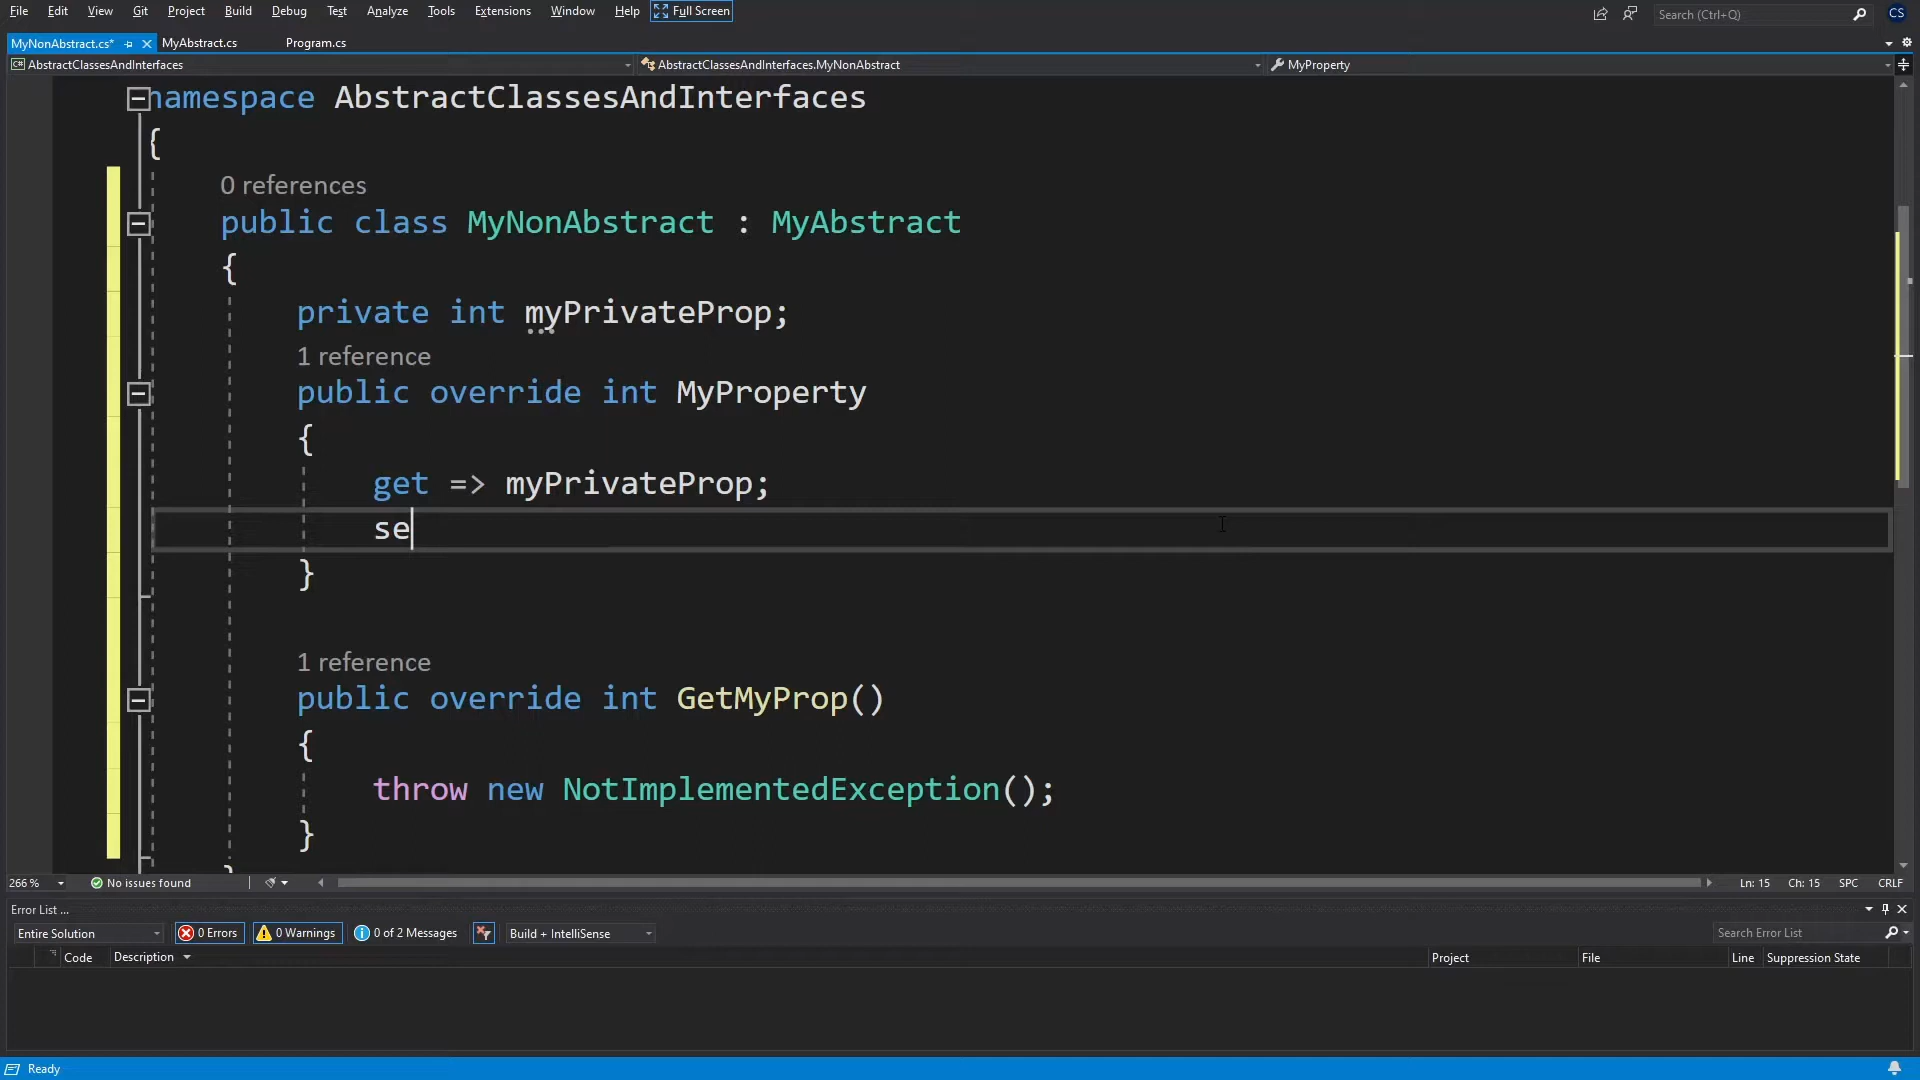 File Edit View Git Project Build Debug Test Analyze Tools Extensions Window Help Full Screen Search (Ctrl+Q) CS
MyNonAbstract.cs* MyAbstract.cs Program.cs
C# AbstractClassesAndInterfaces AbstractClassesAndInterfaces.MyNonAbstract MyProperty
namespace AbstractClassesAndInterfaces
{
0 references
public class MyNonAbstract : MyAbstract
{
private int myPrivateProp;
1 reference
public override int MyProperty
{
get => myPrivateProp;
se
}
1 reference
public override int GetMyProp()
{
throw new NotImplementedException();
}
}
266 % No issues found Ln: 15 Ch: 15 SPC CRLF
Error List ...
Entire Solution 0 Errors 0 Warnings 0 of 2 Messages Build + IntelliSense Search Error List
Code Description Project File Line Suppression State
Ready